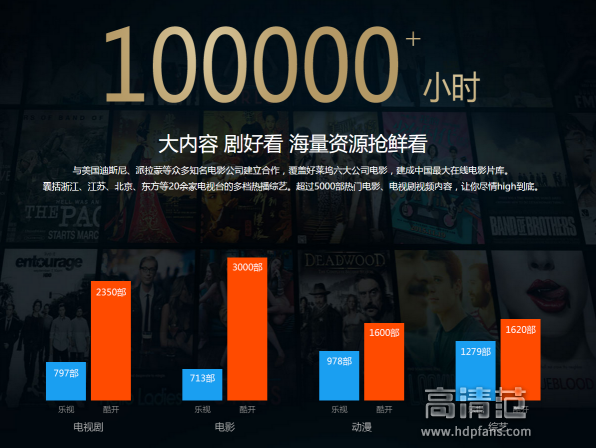 100000+小时
大内容 剧好看 海量资源抢鲜看
与美国迪斯尼、派拉蒙等众多知名电影公司建立合作，覆盖好莱坞六大公司电影，建成中国最大在线电影片库。
囊括浙江、江苏、北京、东方等20余家电视台的多档热播综艺。超过5000部热门电影、电视剧视频内容，让你尽情high到底。
THE PAC
STARTS MARC
BAND OF BROTHERS
entourage
DEADWOOD
797部 2350部 713部 3000部 978部 1600部 1279部 1620部
乐视 酷开 乐视 酷开 乐视 酷开 乐视 酷开
电视剧 电影 动漫 综艺
高清范
www.hdpfans.com